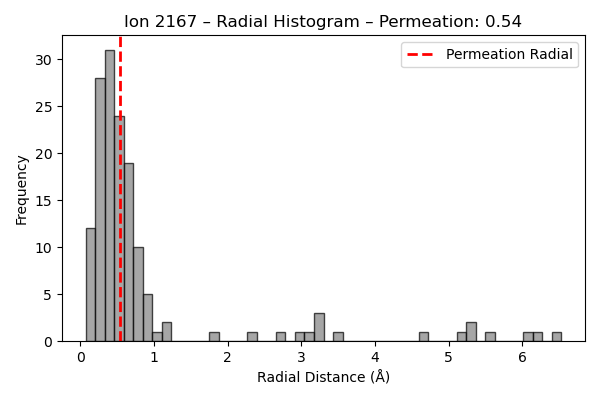 Ion 2167 – Radial Histogram – Permeation: 0.54
Permeation Radial
Frequency
30
25
20
15
10
5
0
0 1 2 3 4 5 6
Radial Distance (Å)